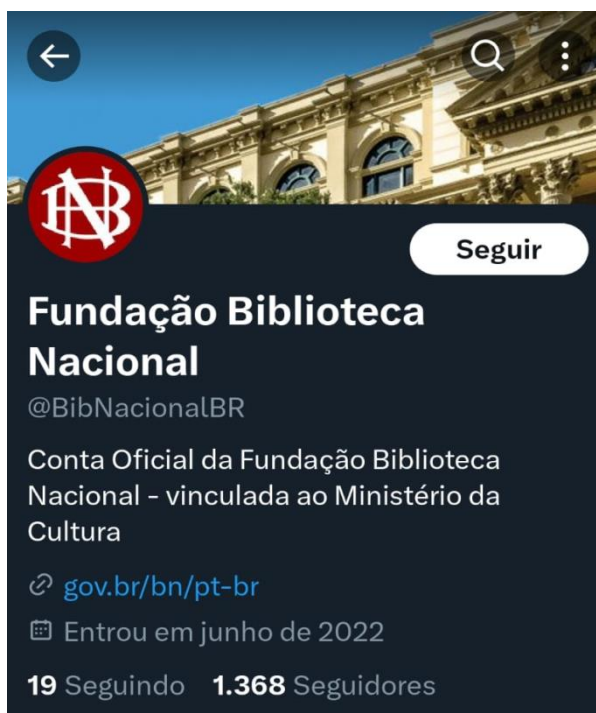 BN
Seguir
Fundação Biblioteca
Nacional
@BibNacionalBR
Conta Oficial da Fundação Biblioteca
Nacional - vinculada ao Ministério da
Cultura
gov.br/bn/pt-br
Entrou em junho de 2022
19 Seguindo 1.368 Seguidores